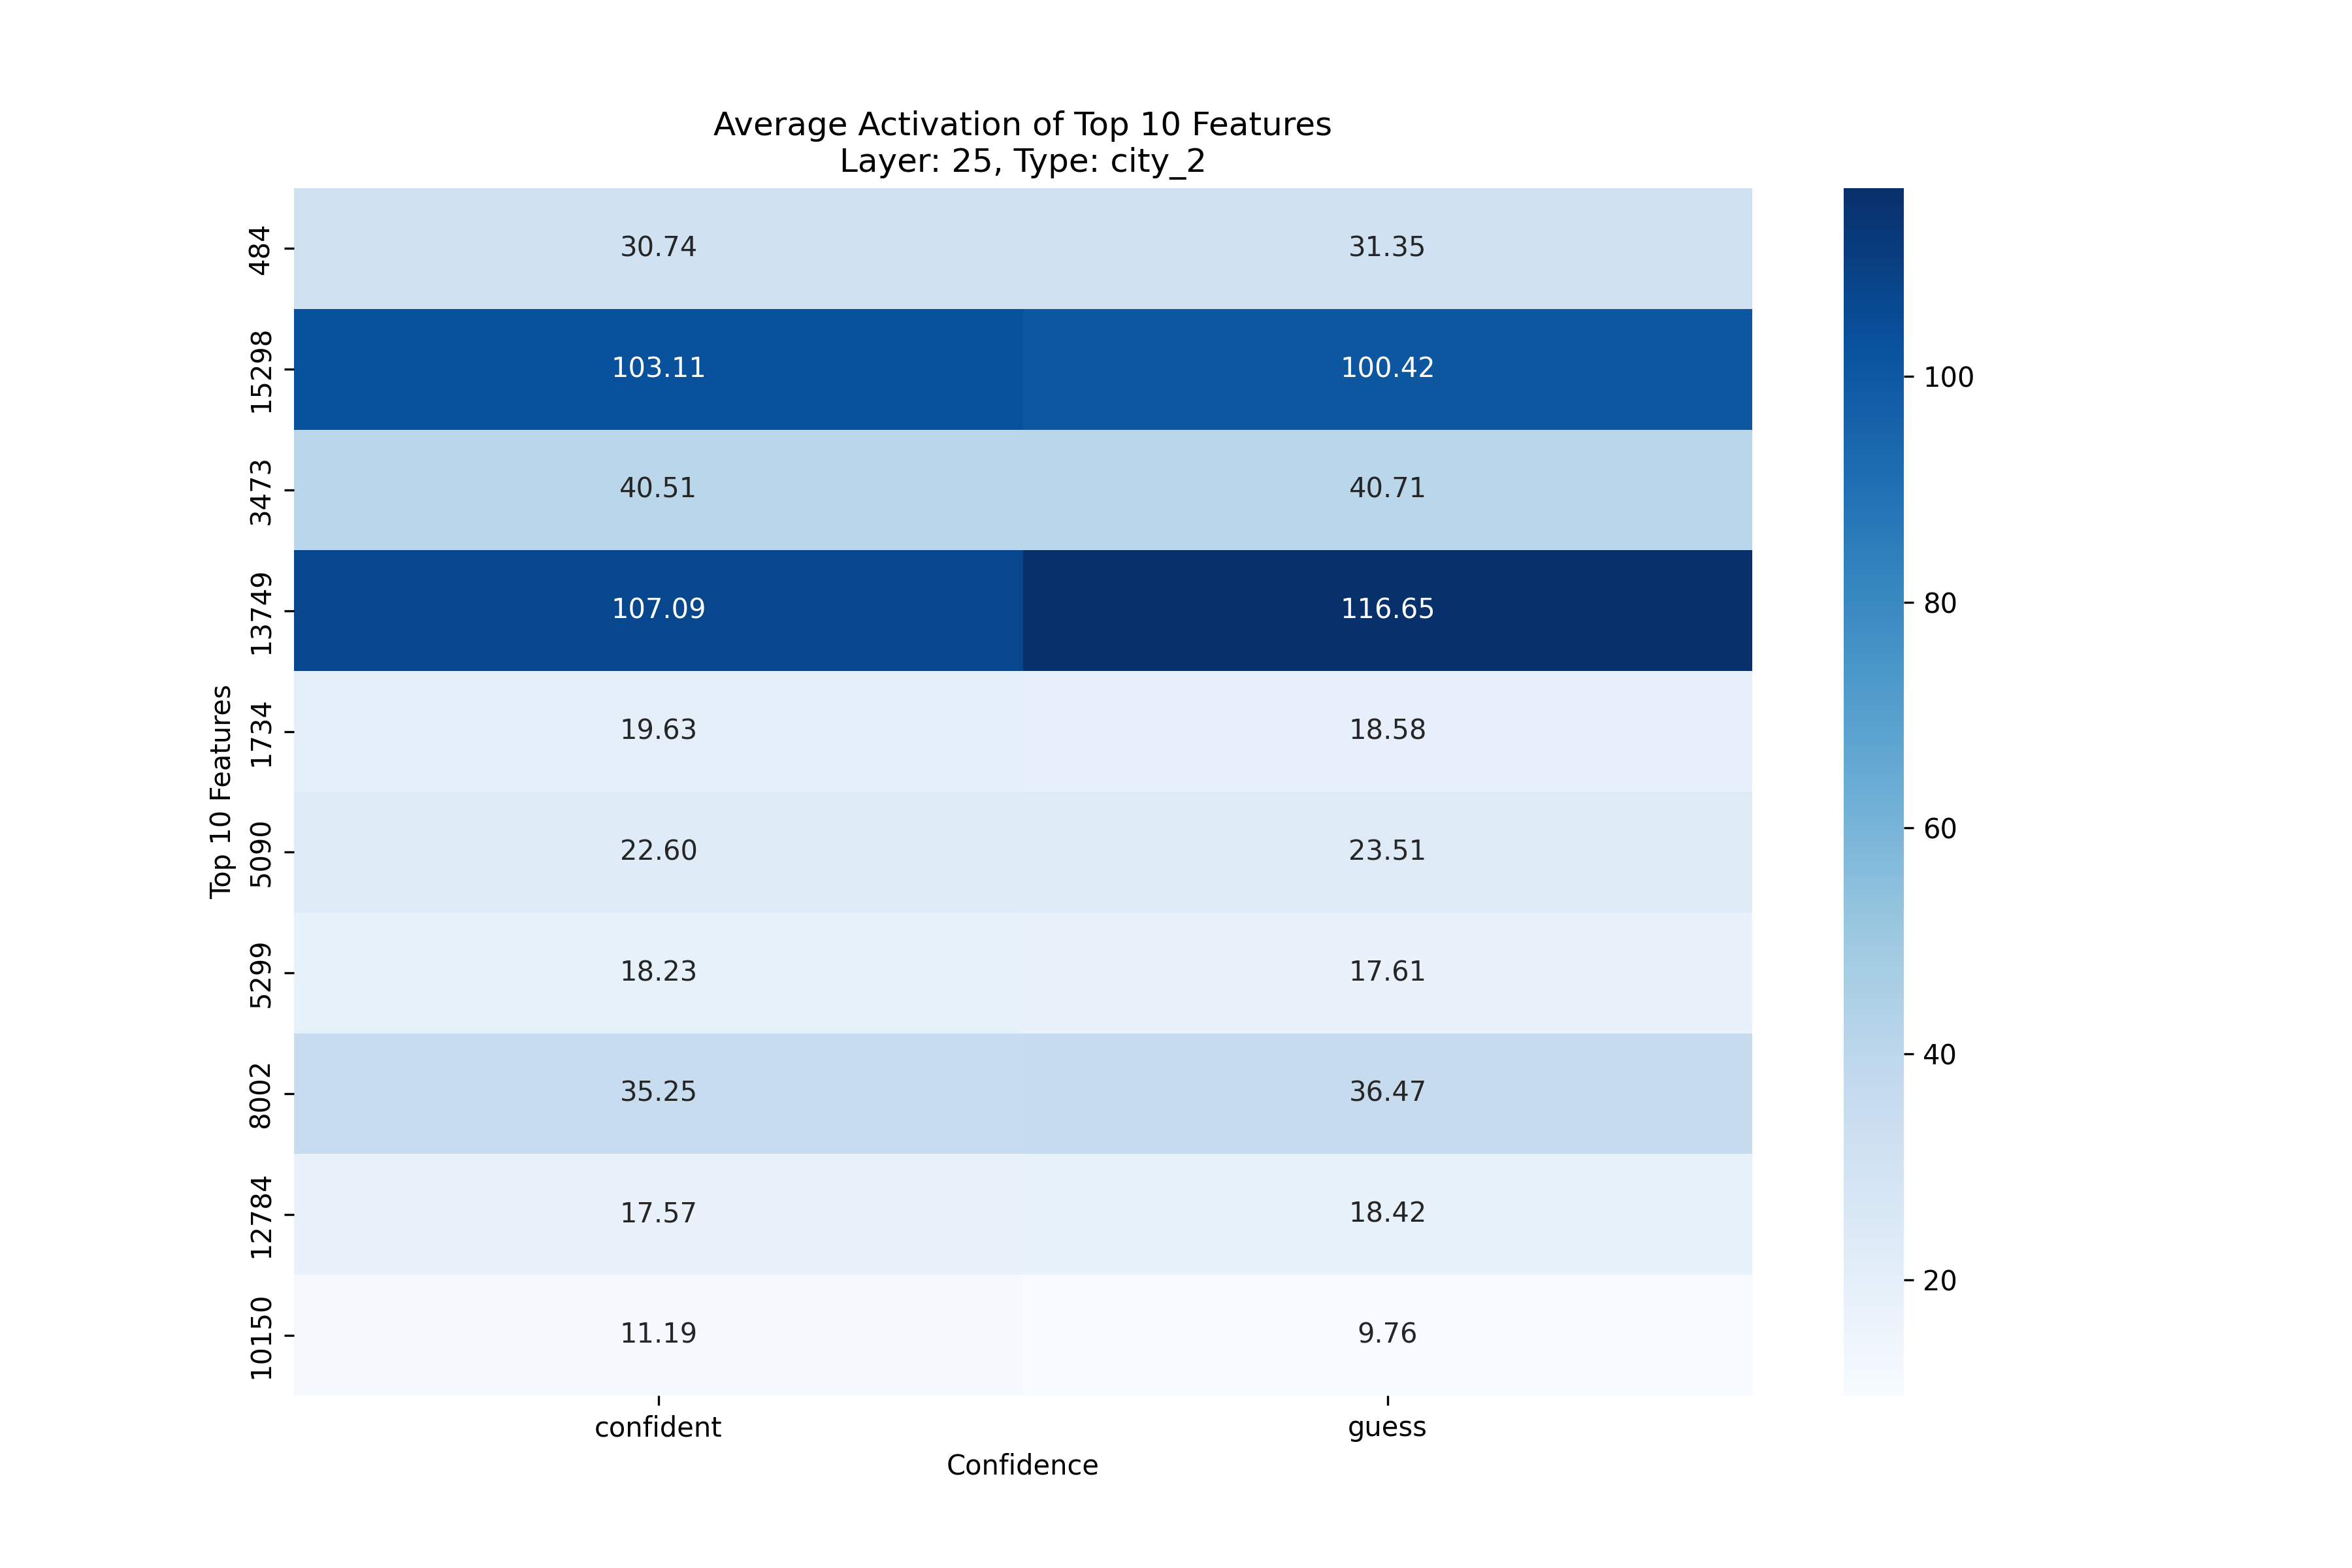 Average Activation of Top 10 Features
Layer: 25, Type: city_2
Top 10 Features
484 30.74 31.35
15298 103.11 100.42
3473 40.51 40.71
13749 107.09 116.65
1734 19.63 18.58
5090 22.60 23.51
5299 18.23 17.61
8002 35.25 36.47
12784 17.57 18.42
10150 11.19 9.76
confident guess
Confidence
100
80
60
40
20